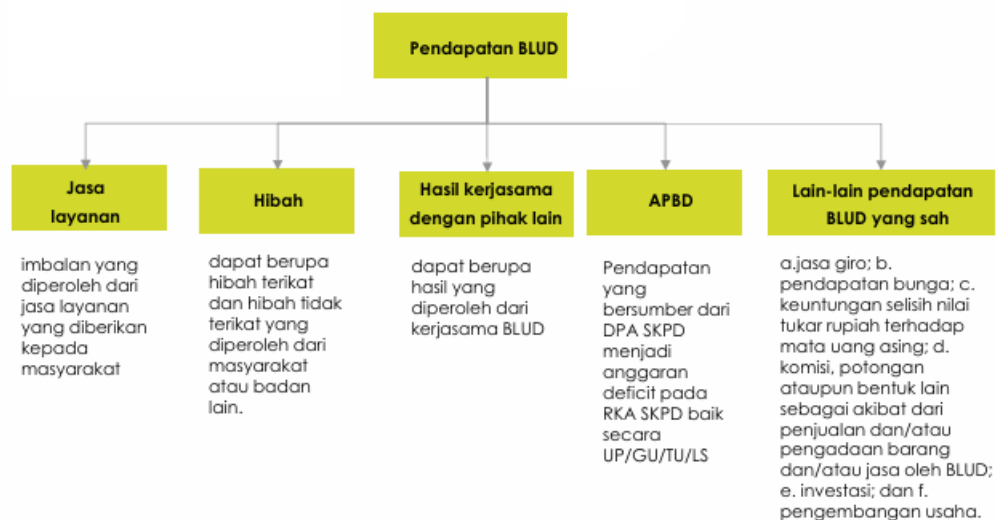 Pendapatan BLUD
Jasa
layanan
imbalan yang
diperoleh dari
jasa layanan
yang diberikan
kepada
masyarakat
Hibah
dapat berupa
hibah terikat
dan hibah tidak
terikat yang
diperoleh dari
masyarakat
atau badan
lain.
Hasil kerjasama
dengan pihak lain
dapat berupa
hasil yang
diperoleh dari
kerjasama BLUD
APBD
Pendapatan
yang
bersumber dari
DPA SKPD
menjadi
anggaran
deficit pada
RKA SKPD baik
secara
UP/GU/TU/LS
Lain-lain pendapatan
BLUD yang sah
a.jasa giro; b.
pendapatan bunga; c.
keuntungan selisih nilai
tukar rupiah terhadap
mata uang asing; d.
komisi, potongan
ataupun bentuk lain
sebagai akibat dari
penjualan dan/atau
pengadaan barang
dan/atau jasa oleh BLUD;
e. investasi; dan f.
pengembangan usaha.